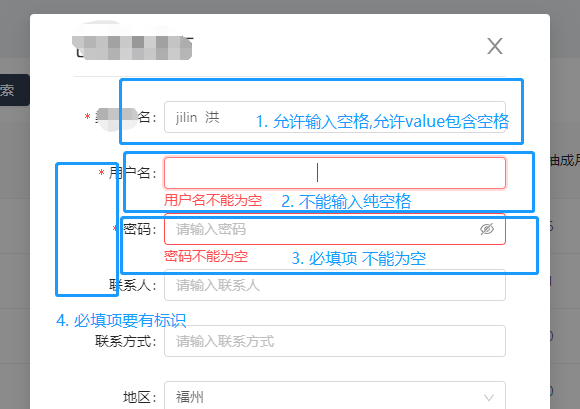 索
名：
jilin 洪
1. 允许输入空格,允许value包含空格
* 用户名：
抽成月
用户名不能为空
2. 不能输入纯空格
* 密码：
请输入密码
密码不能为空
3. 必填项 不能为空
联系人：
请输入联系人
4. 必填项要有标识
联系方式：
请输入联系方式
地区：
福州